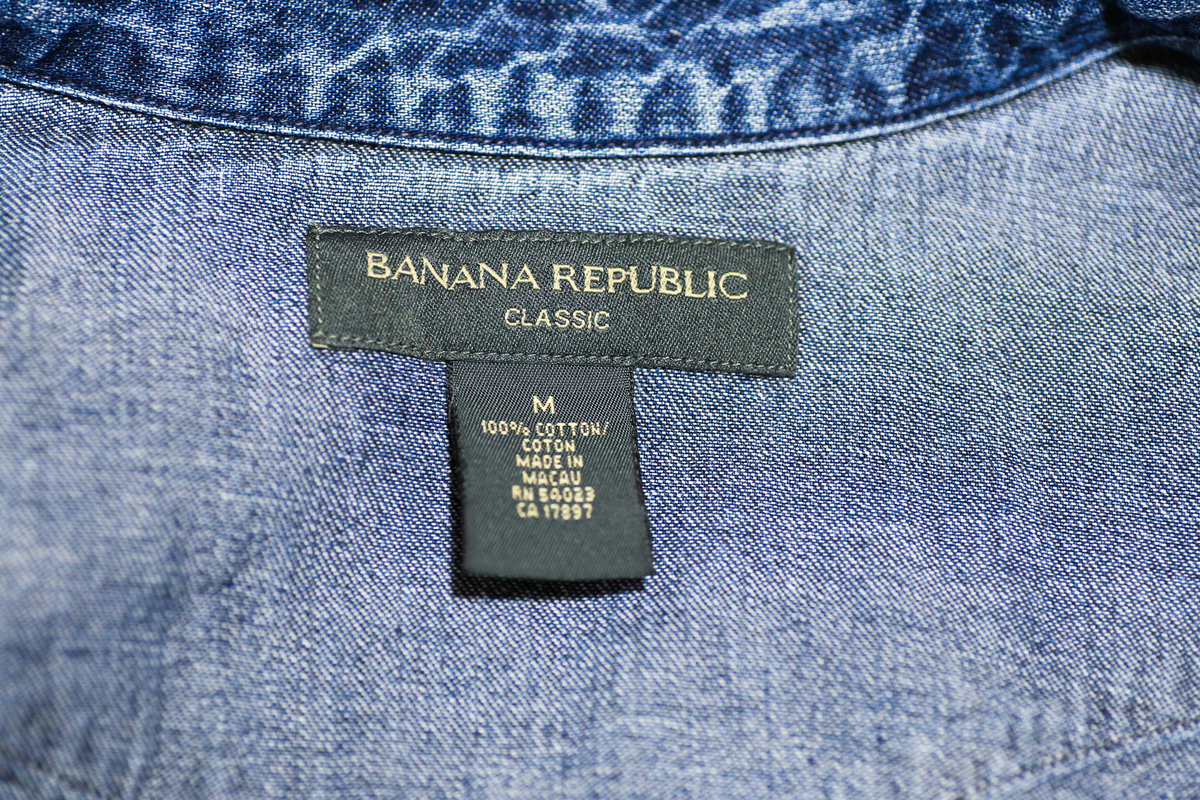 BANANA REPUBLIC
CLASSIC
M
100% COTTON/
COTON
MADE IN
MACAU
RN 54023
CA 17897